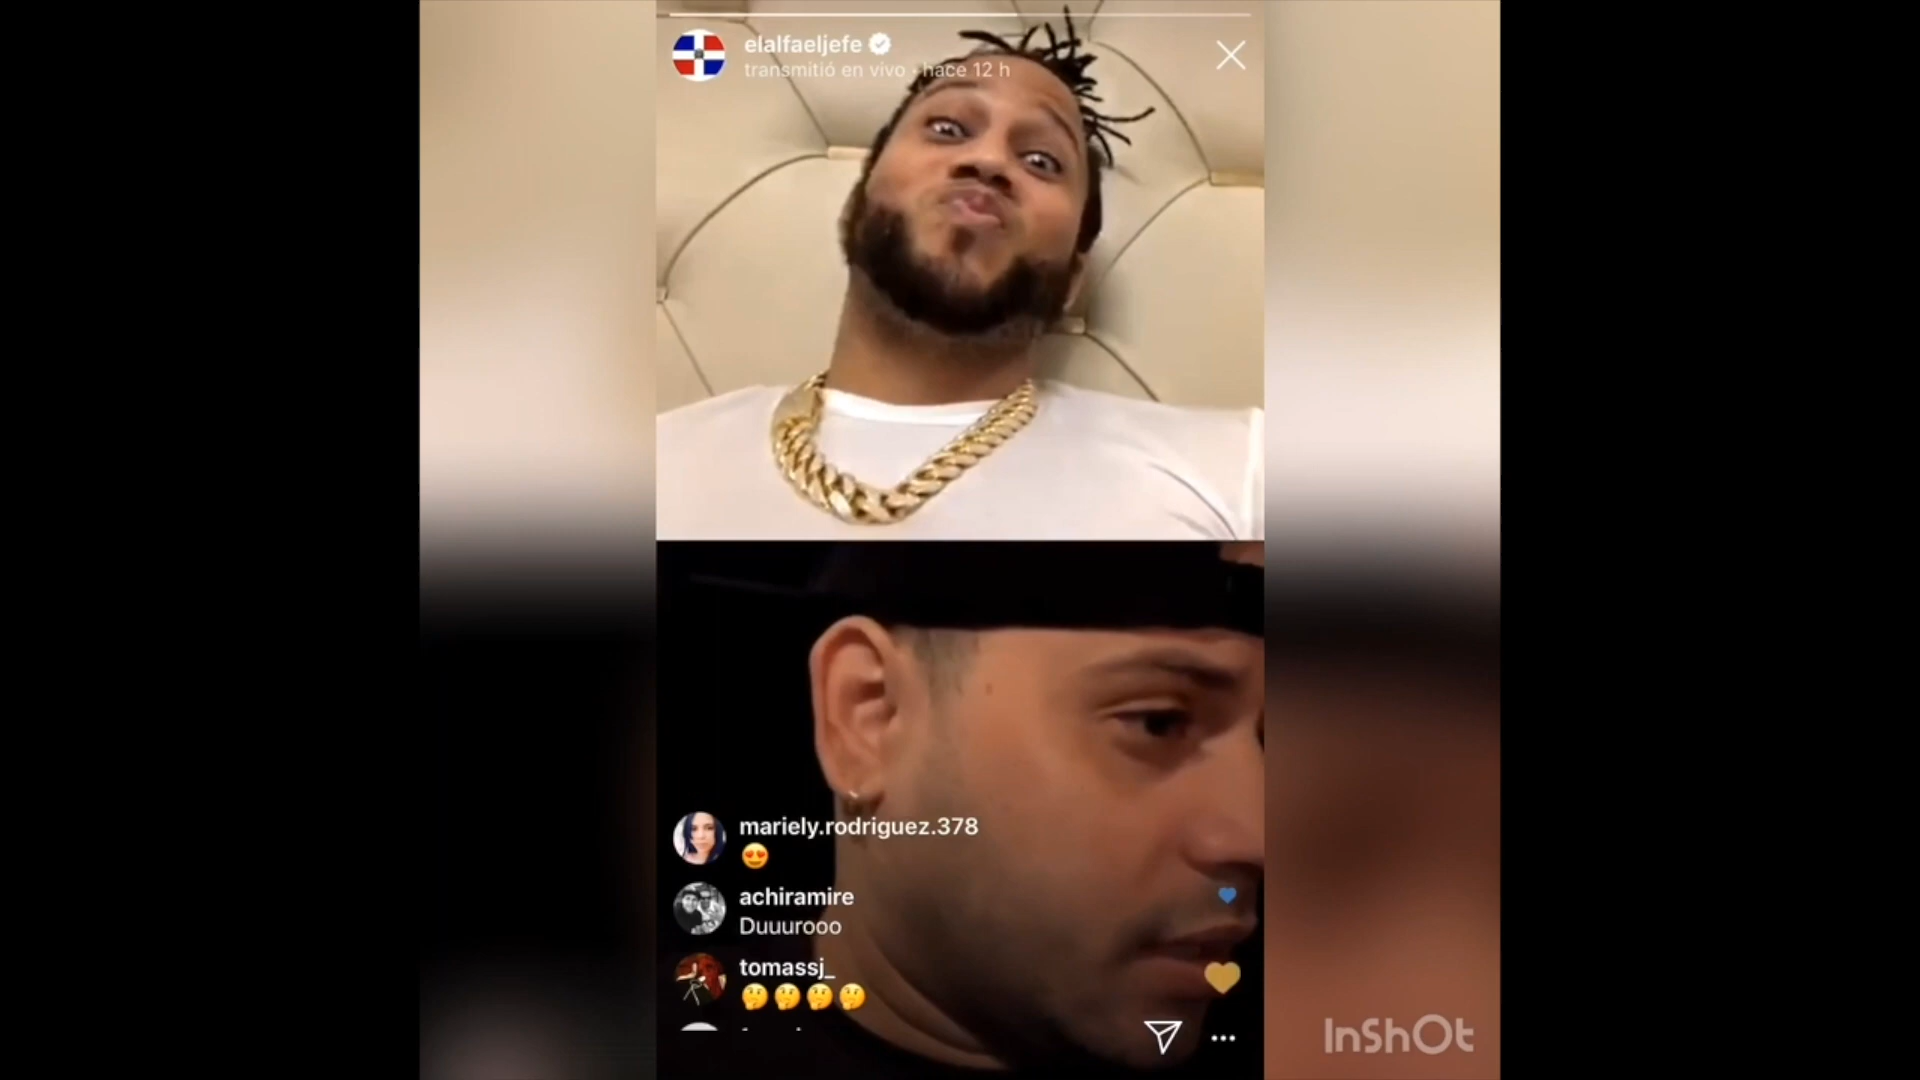 elalfaeljefe
transmitió en vivo • hace 12 h
mariely.rodriguez.378
😍
achiramire
Duuurooo
tomassj_
🤔🤔🤔🤔
InShOt